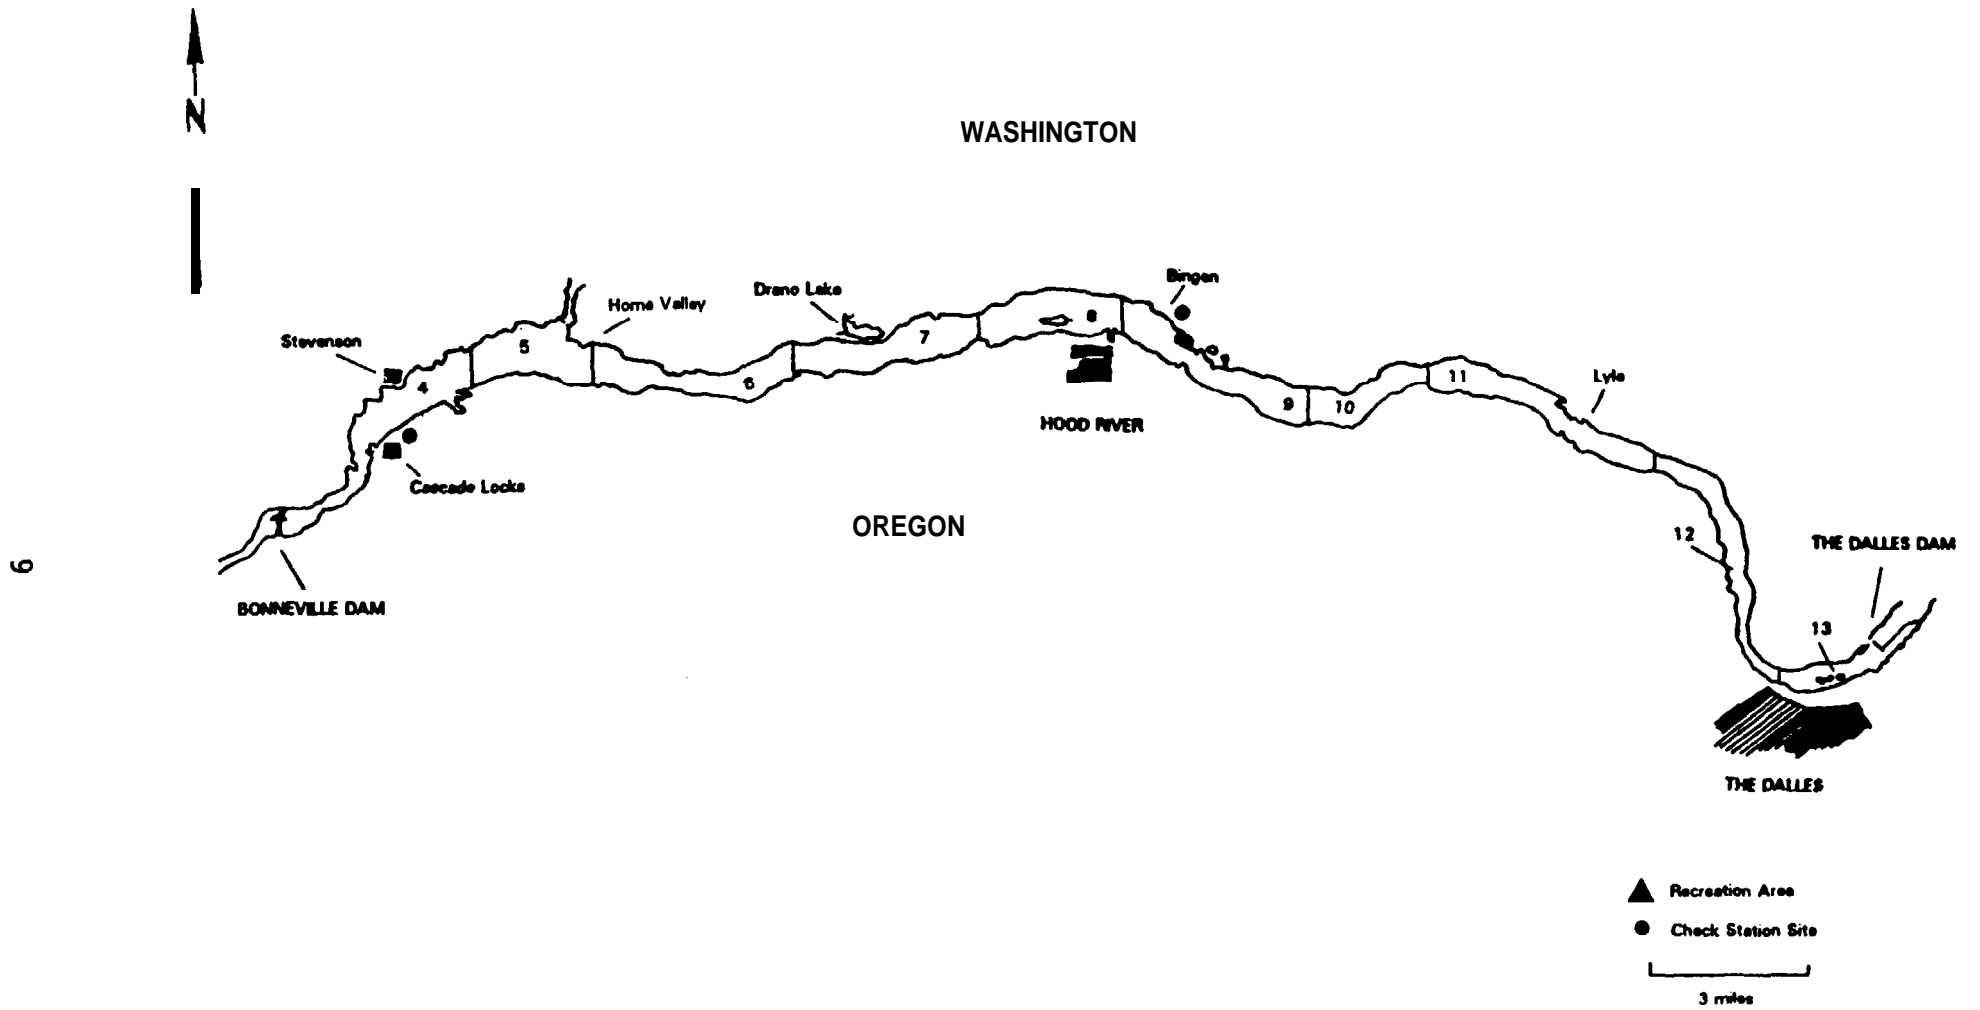 N
WASHINGTON
Bingen
Drano Lake
Home Valley
Stevenson
5
7
8
4
6
11
Lyle
9
10
HOOD RIVER
Cascade Locks
OREGON
12
THE DALLES DAM
9
BONNEVILLE DAM
13
THE DALLES
Recreation Area
Check Station Site
3 miles